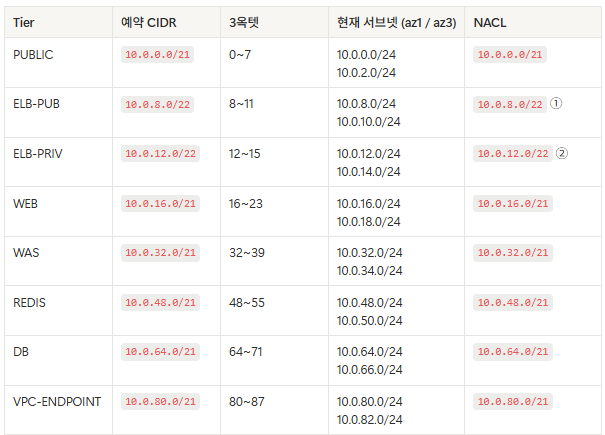 Tier 예약 CIDR 3옥텟 현재 서브넷 (az1 / az3) NACL
PUBLIC 10.0.0.0/21 0~7 10.0.0.0/24 10.0.0.0/21
10.0.2.0/24
ELB-PUB 10.0.8.0/22 8~11 10.0.8.0/24 10.0.8.0/22 ①
10.0.10.0/24
ELB-PRIV 10.0.12.0/22 12~15 10.0.12.0/24 10.0.12.0/22 ②
10.0.14.0/24
WEB 10.0.16.0/21 16~23 10.0.16.0/24 10.0.16.0/21
10.0.18.0/24
WAS 10.0.32.0/21 32~39 10.0.32.0/24 10.0.32.0/21
10.0.34.0/24
REDIS 10.0.48.0/21 48~55 10.0.48.0/24 10.0.48.0/21
10.0.50.0/24
DB 10.0.64.0/21 64~71 10.0.64.0/24 10.0.64.0/21
10.0.66.0/24
VPC-ENDPOINT 10.0.80.0/21 80~87 10.0.80.0/24 10.0.80.0/21
10.0.82.0/24